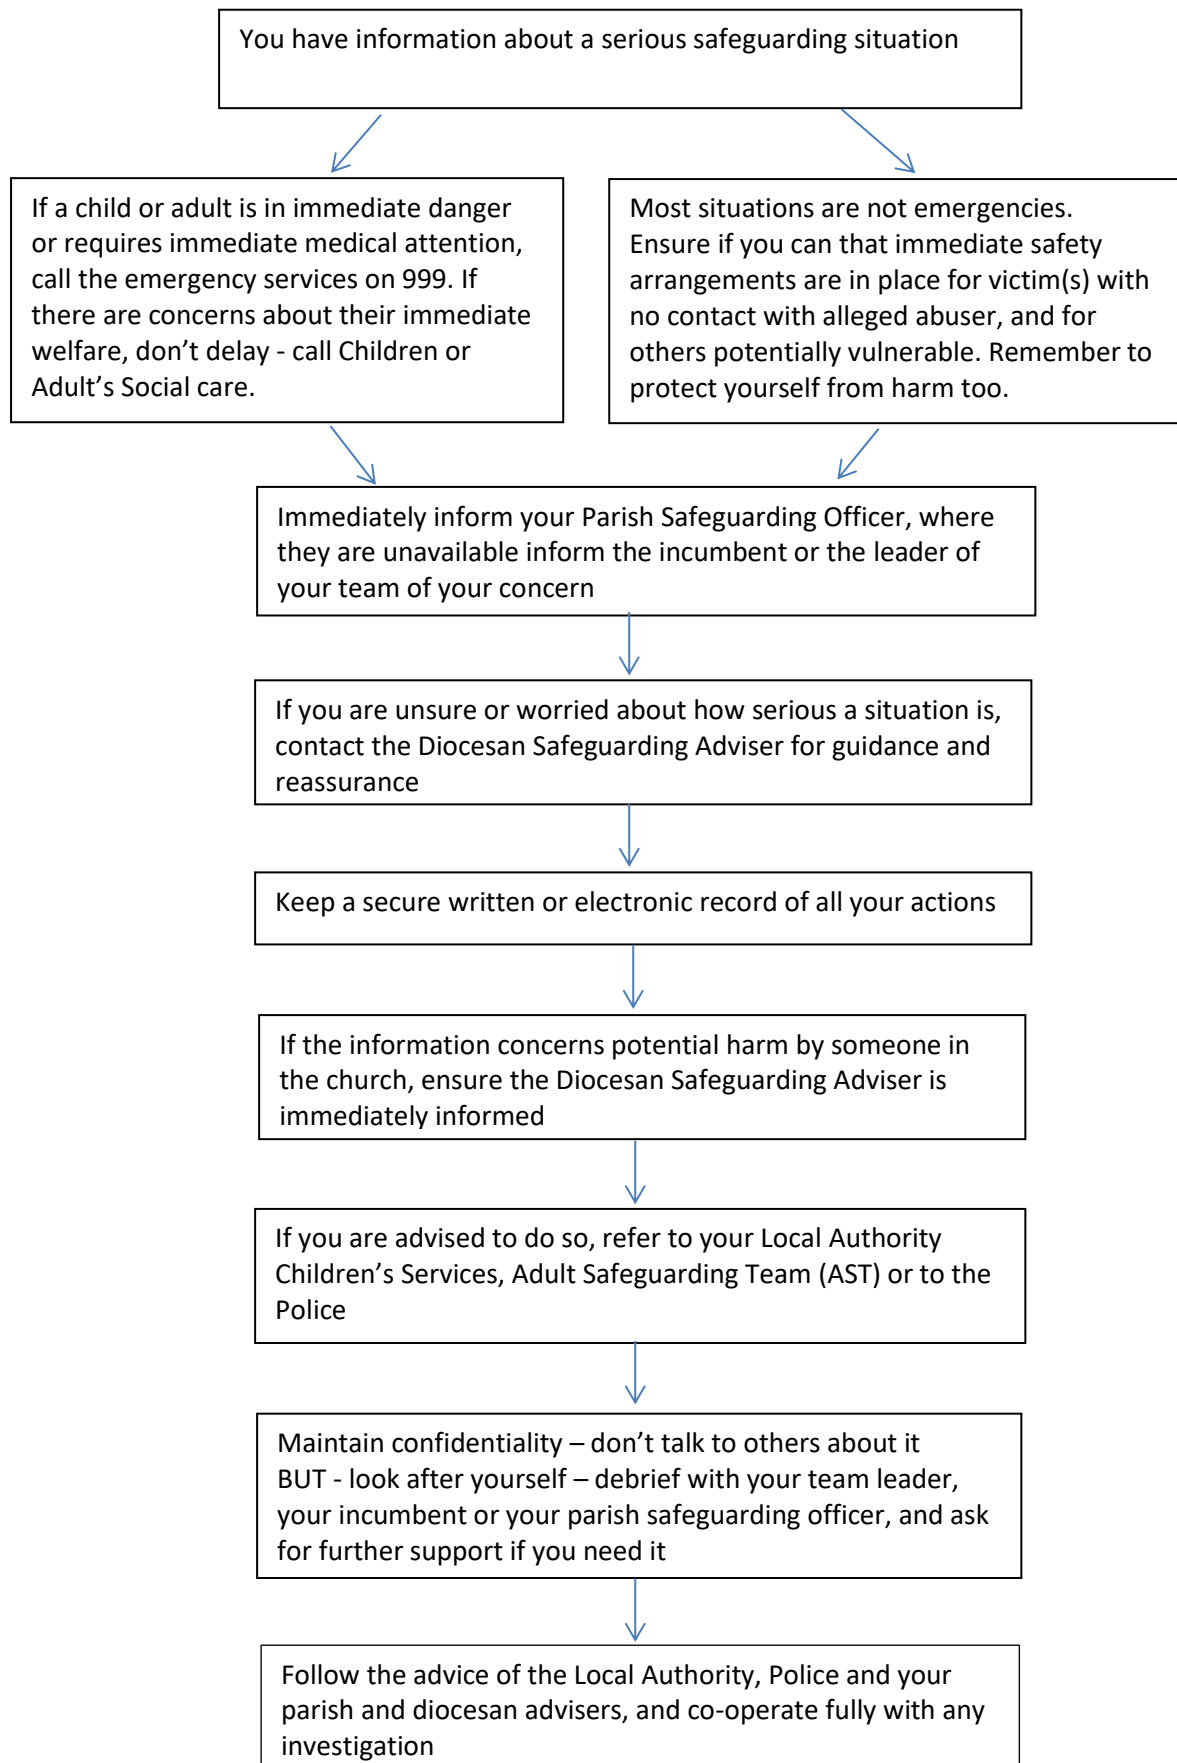 You have information about a serious safeguarding situation
If a child or adult is in immediate danger
or requires immediate medical attention,
call the emergency services on 999. If
there are concerns about their immediate
welfare, don’t delay - call Children or
Adult’s Social care.
Most situations are not emergencies.
Ensure if you can that immediate safety
arrangements are in place for victim(s) with
no contact with alleged abuser, and for
others potentially vulnerable. Remember to
protect yourself from harm too.
Immediately inform your Parish Safeguarding Officer, where
they are unavailable inform the incumbent or the leader of
your team of your concern
If you are unsure or worried about how serious a situation is,
contact the Diocesan Safeguarding Adviser for guidance and
reassurance
Keep a secure written or electronic record of all your actions
If the information concerns potential harm by someone in
the church, ensure the Diocesan Safeguarding Adviser is
immediately informed
If you are advised to do so, refer to your Local Authority
Children’s Services, Adult Safeguarding Team (AST) or to the
Police
Maintain confidentiality – don’t talk to others about it
BUT - look after yourself – debrief with your team leader,
your incumbent or your parish safeguarding officer, and ask
for further support if you need it
Follow the advice of the Local Authority, Police and your
parish and diocesan advisers, and co-operate fully with any
investigation